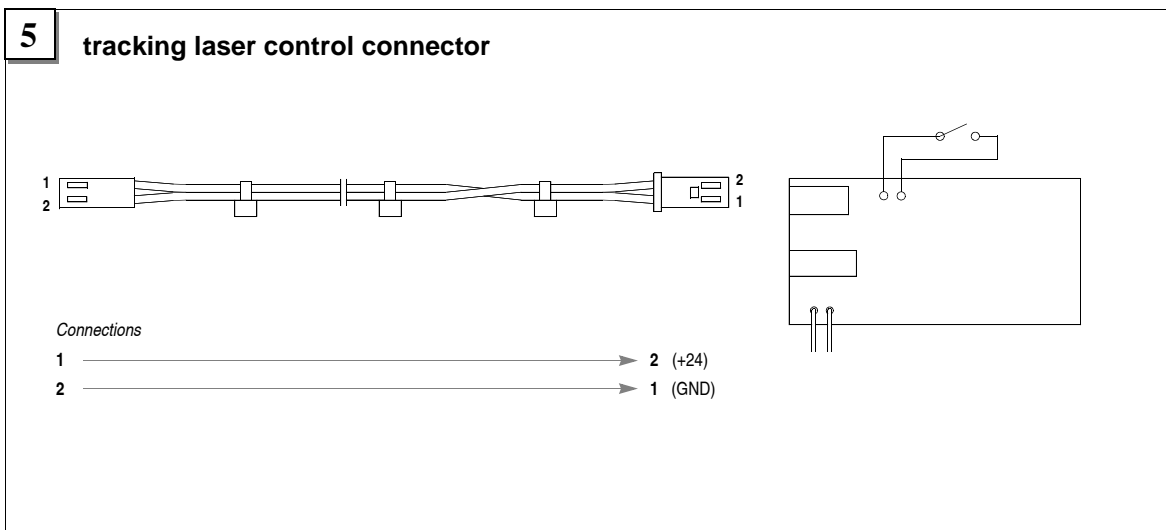 5
tracking laser control connector
1
2
2
1
Connections
1 2 (+24)
2 1 (GND)